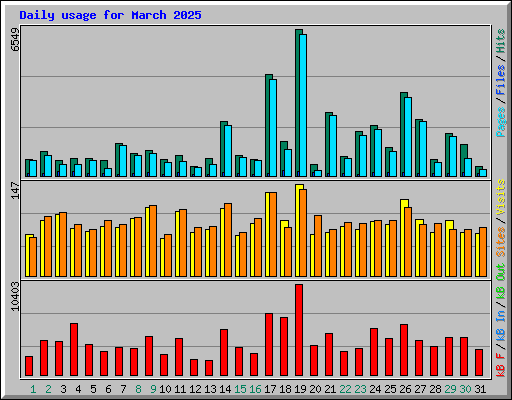 Daily usage for March 2025
6549
Pages / Files / Hits
147
Sites / Visits
10403
kB F / kB In / kB Out
1 2 3 4 5 6 7 8 9 10 11 12 13 14 15 16 17 18 19 20 21 22 23 24 25 26 27 28 29 30 31